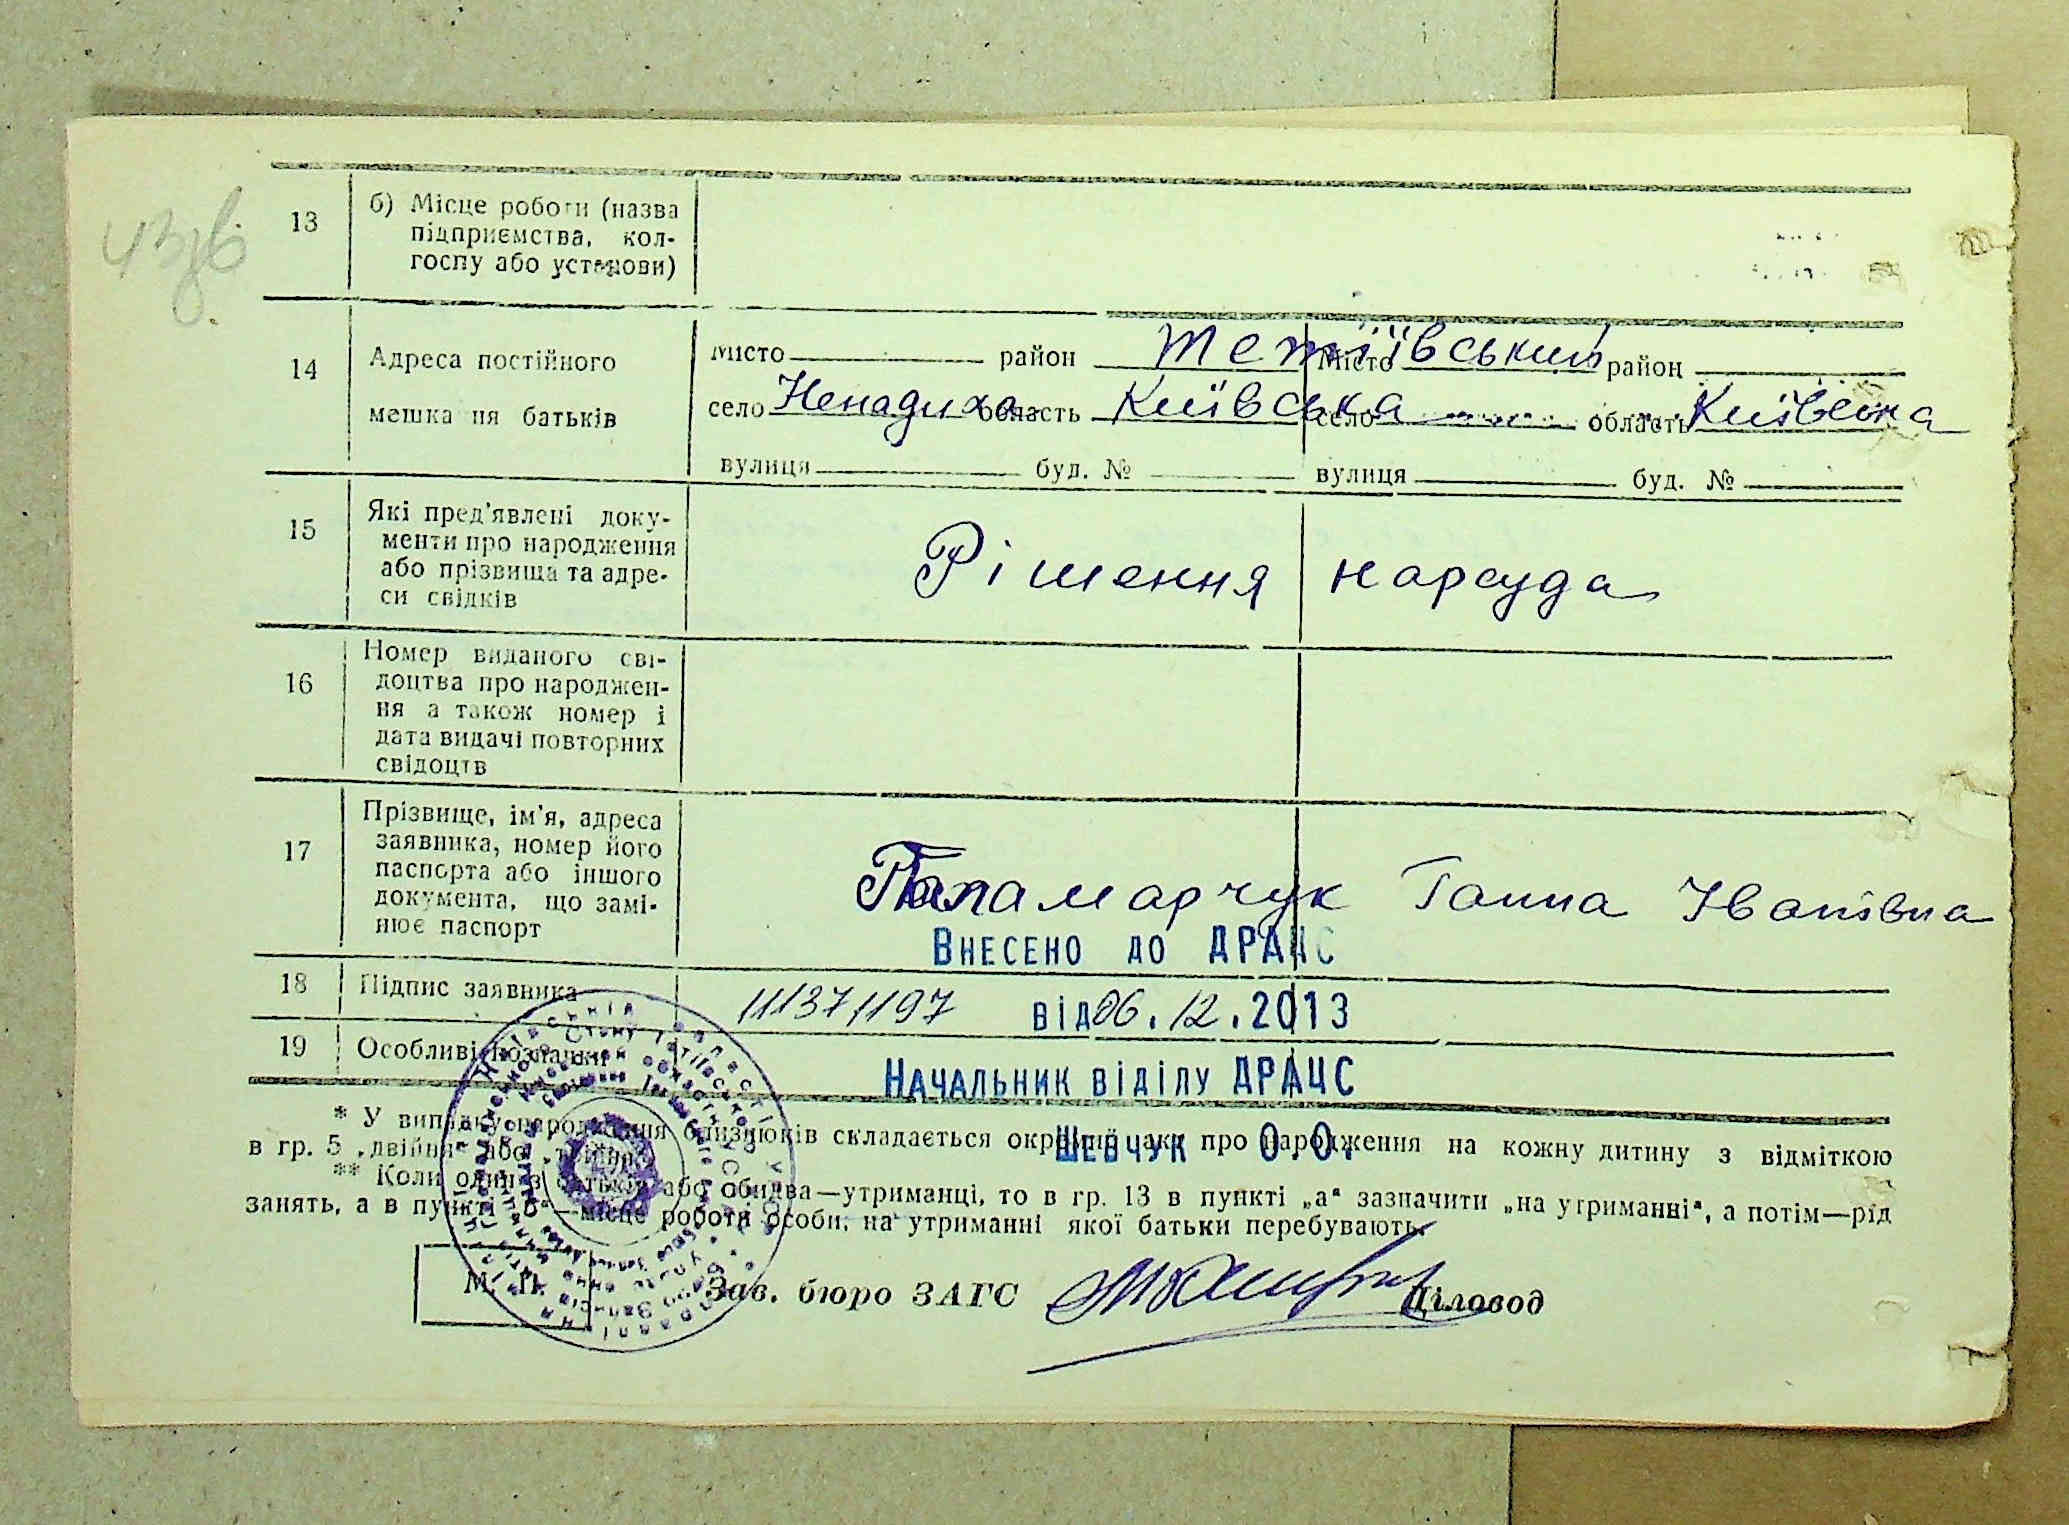 13 б) Місце роботи (назва
підприємства, кол-
госпу або установи)
14 Адреса постійного
мешкання батьків
місто район Тетіївський місто район
село Ненадиха область Київська село область Київська
вулиця буд. № вулиця буд. №
15 Які пред'явлені доку-
менти про народження
або прізвища та адре-
си свідків
Рішення нарсуда
16 Номер виданого сві-
доцтва про народжен-
ня а також номер і
дата видачі повторних
свідоцтв
17 Прізвище, ім'я, адреса
заявника, номер його
паспорта або іншого
документа, що замі-
нює паспорт
Паламарчук Ганна Іванівна
Внесено до ДРАЦС
18 Підпис заявника
11371197 від 06.12.2013
19 Особливі позначки
Начальник відділу ДРАЦС
Шевчук О.О.
* У випадку народження близнюків складається окремий акт про народження на кожну дитину з відміткою
в гр. 5 „двійня" або „трійня"
** Коли один з батьків або обидва—утриманці, то в гр. 13 в пункті „а" зазначити „на утриманні", а потім—рід
занять, а в пункті „б"—місце роботи особи, на утриманні якої батьки перебувають.
М. П. Зав. бюро ЗАГС Діловод